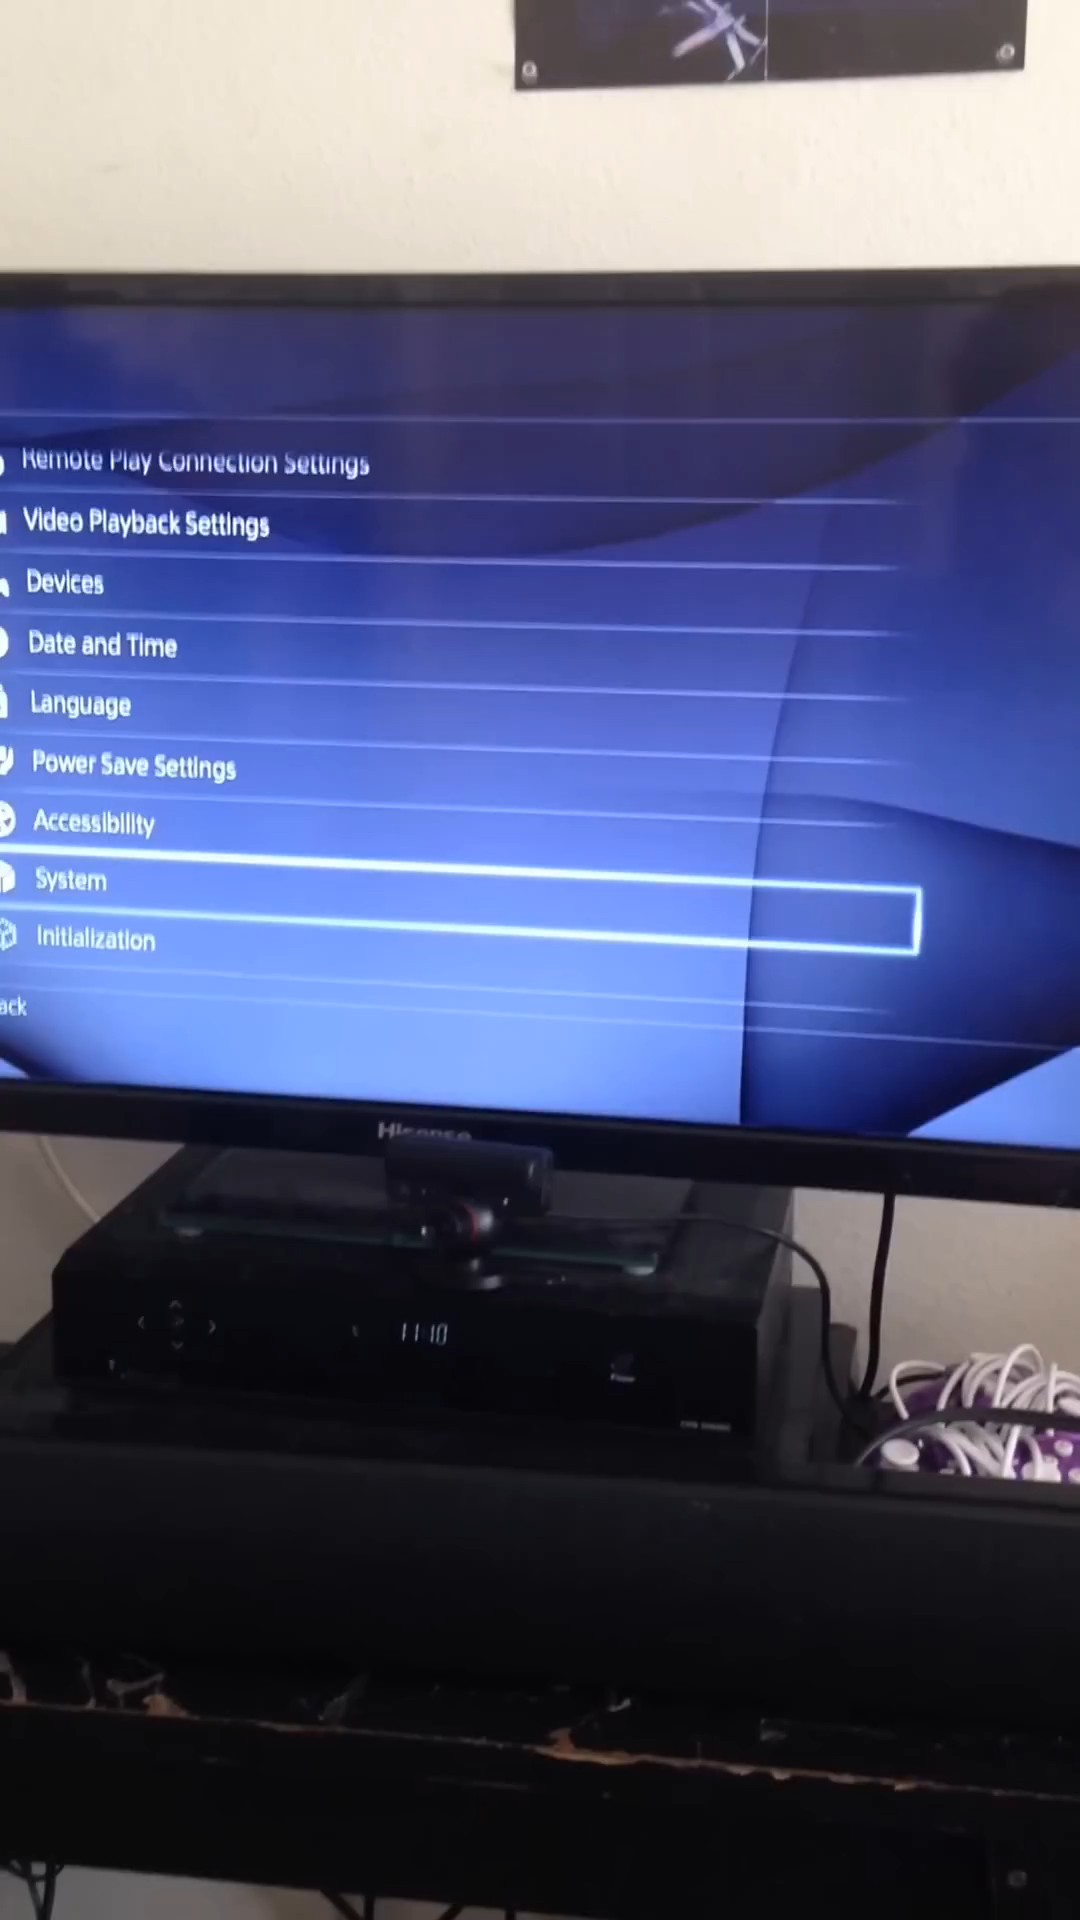 Remote Play Connection Settings
Video Playback Settings
Devices
Date and Time
Language
Power Save Settings
Accessibility
System
Initialization
ack
Hisense
11:10